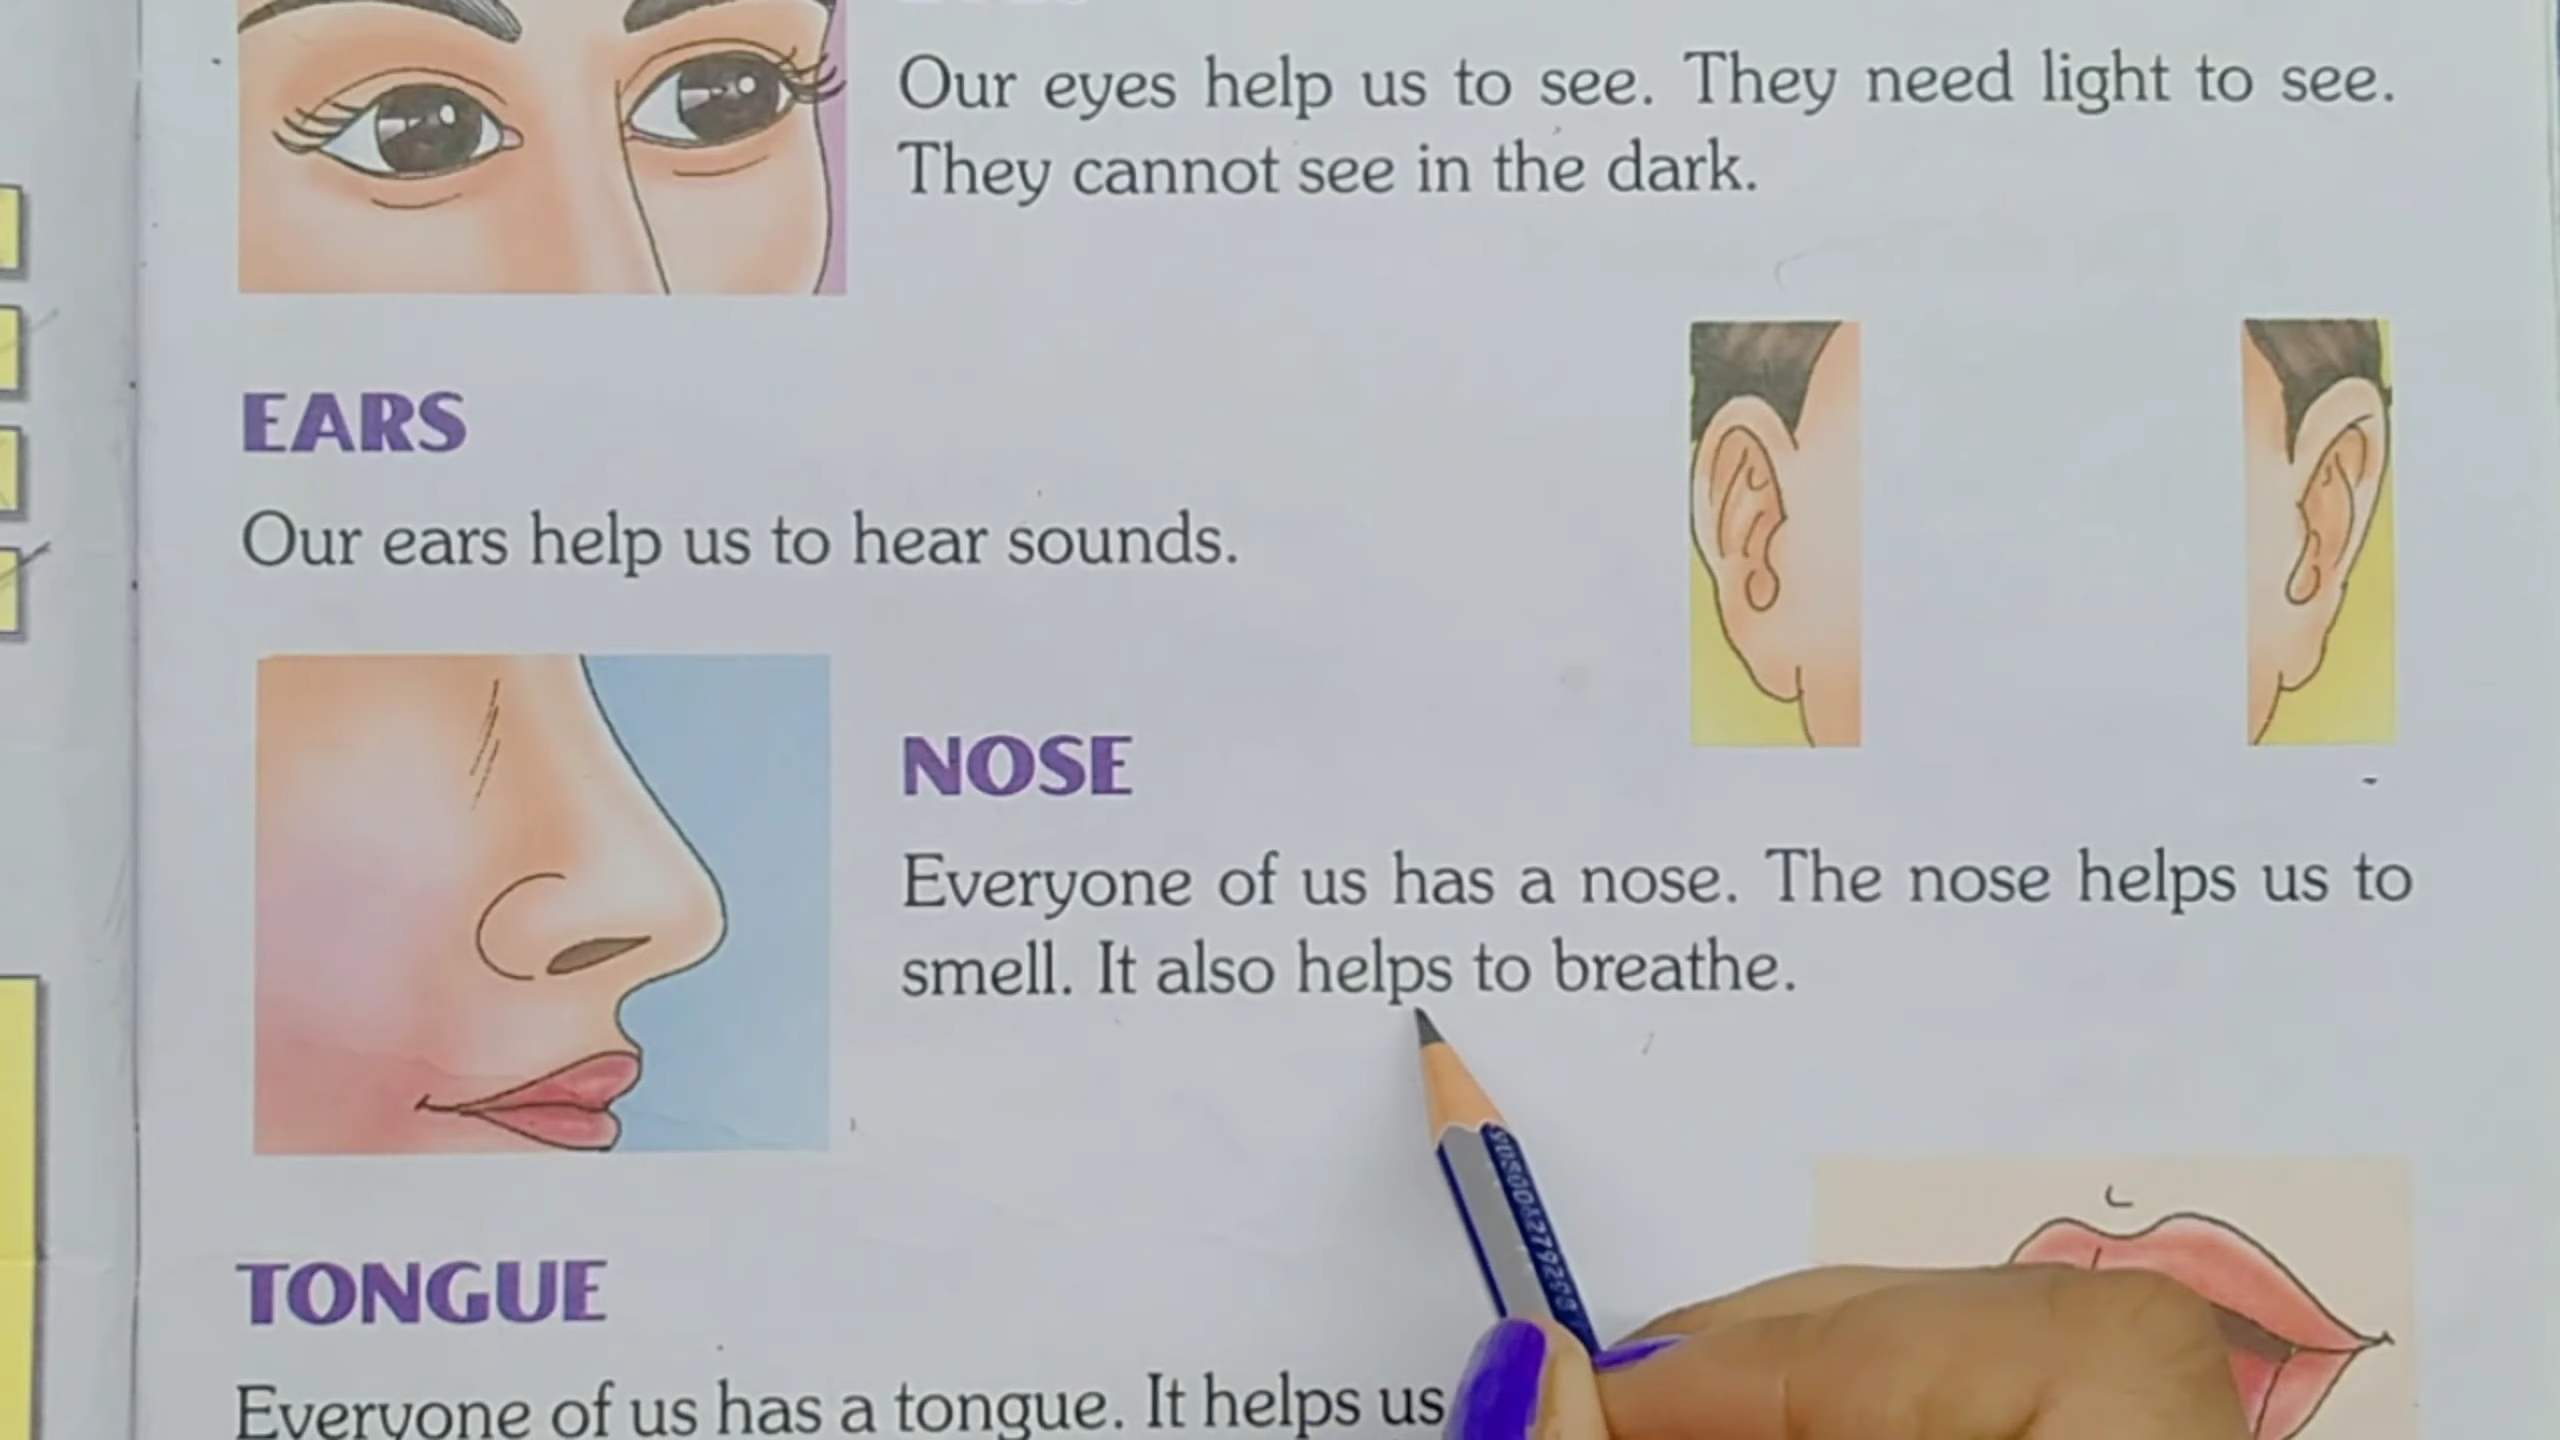 Our eyes help us to see. They need light to see.
They cannot see in the dark.
EARS
Our ears help us to hear sounds.
NOSE
Everyone of us has a nose. The nose helps us to
smell. It also helps to breathe.
TONGUE
Everyone of us has a tongue. It helps us